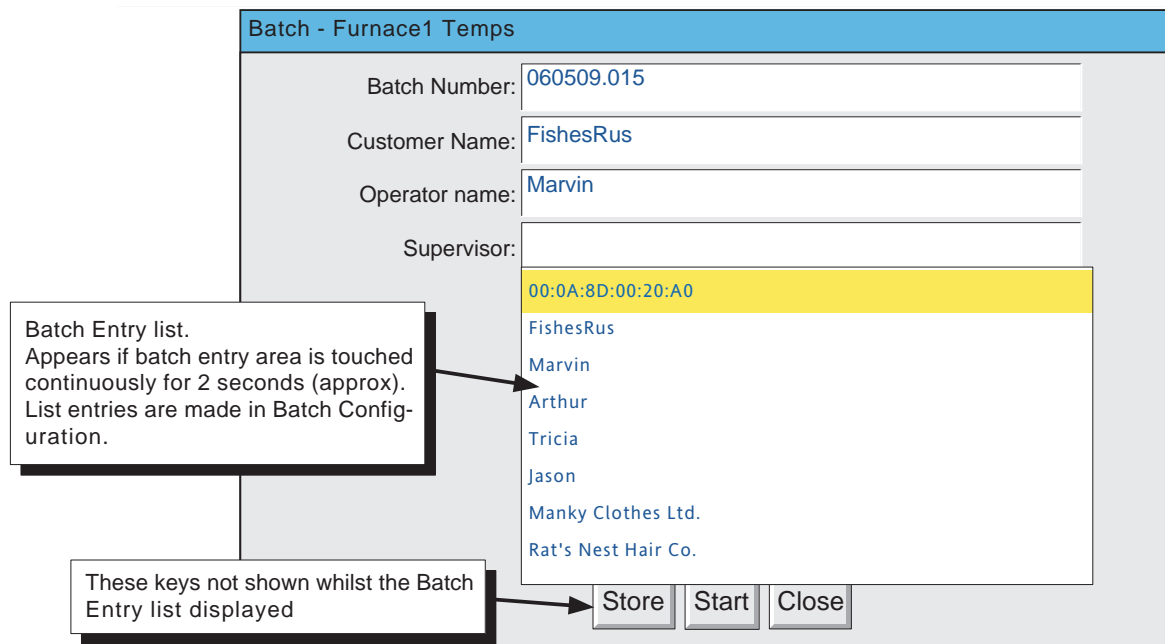 Batch - Furnace1 Temps
Batch Number: 060509.015
Customer Name: FishesRus
Operator name: Marvin
Supervisor:
00:0A:8D:00:20:A0
FishesRus
Marvin
Arthur
Tricia
Jason
Manky Clothes Ltd.
Rat's Nest Hair Co.
Batch Entry list.
Appears if batch entry area is touched
continuously for 2 seconds (approx).
List entries are made in Batch Config-
uration.
These keys not shown whilst the Batch
Entry list displayed
Store Start Close